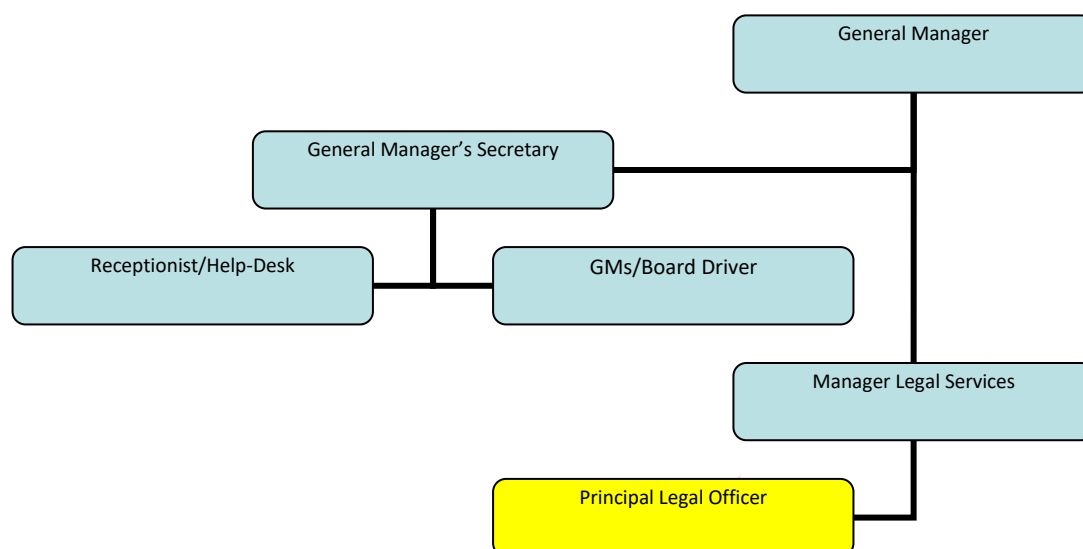 General Manager
General Manager’s Secretary
Receptionist/Help-Desk
GMs/Board Driver
Manager Legal Services
Principal Legal Officer